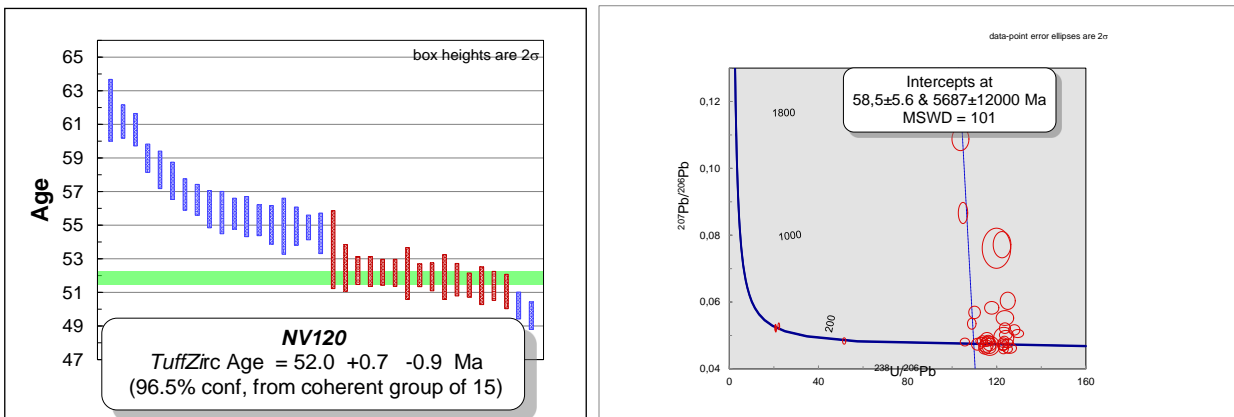 box heights are 2σ
Age
65
63
61
59
57
55
53
51
49
47
NV120
TuffZirc Age = 52.0 +0.7 -0.9 Ma
(96.5% conf, from coherent group of 15)
data-point error ellipses are 2σ
Intercepts at
58,5±5.6 & 5687±12000 Ma
MSWD = 101
1800
1000
200
207Pb/206Pb
0,12
0,10
0,08
0,06
0,04
0
40
80
120
160
238U/206Pb